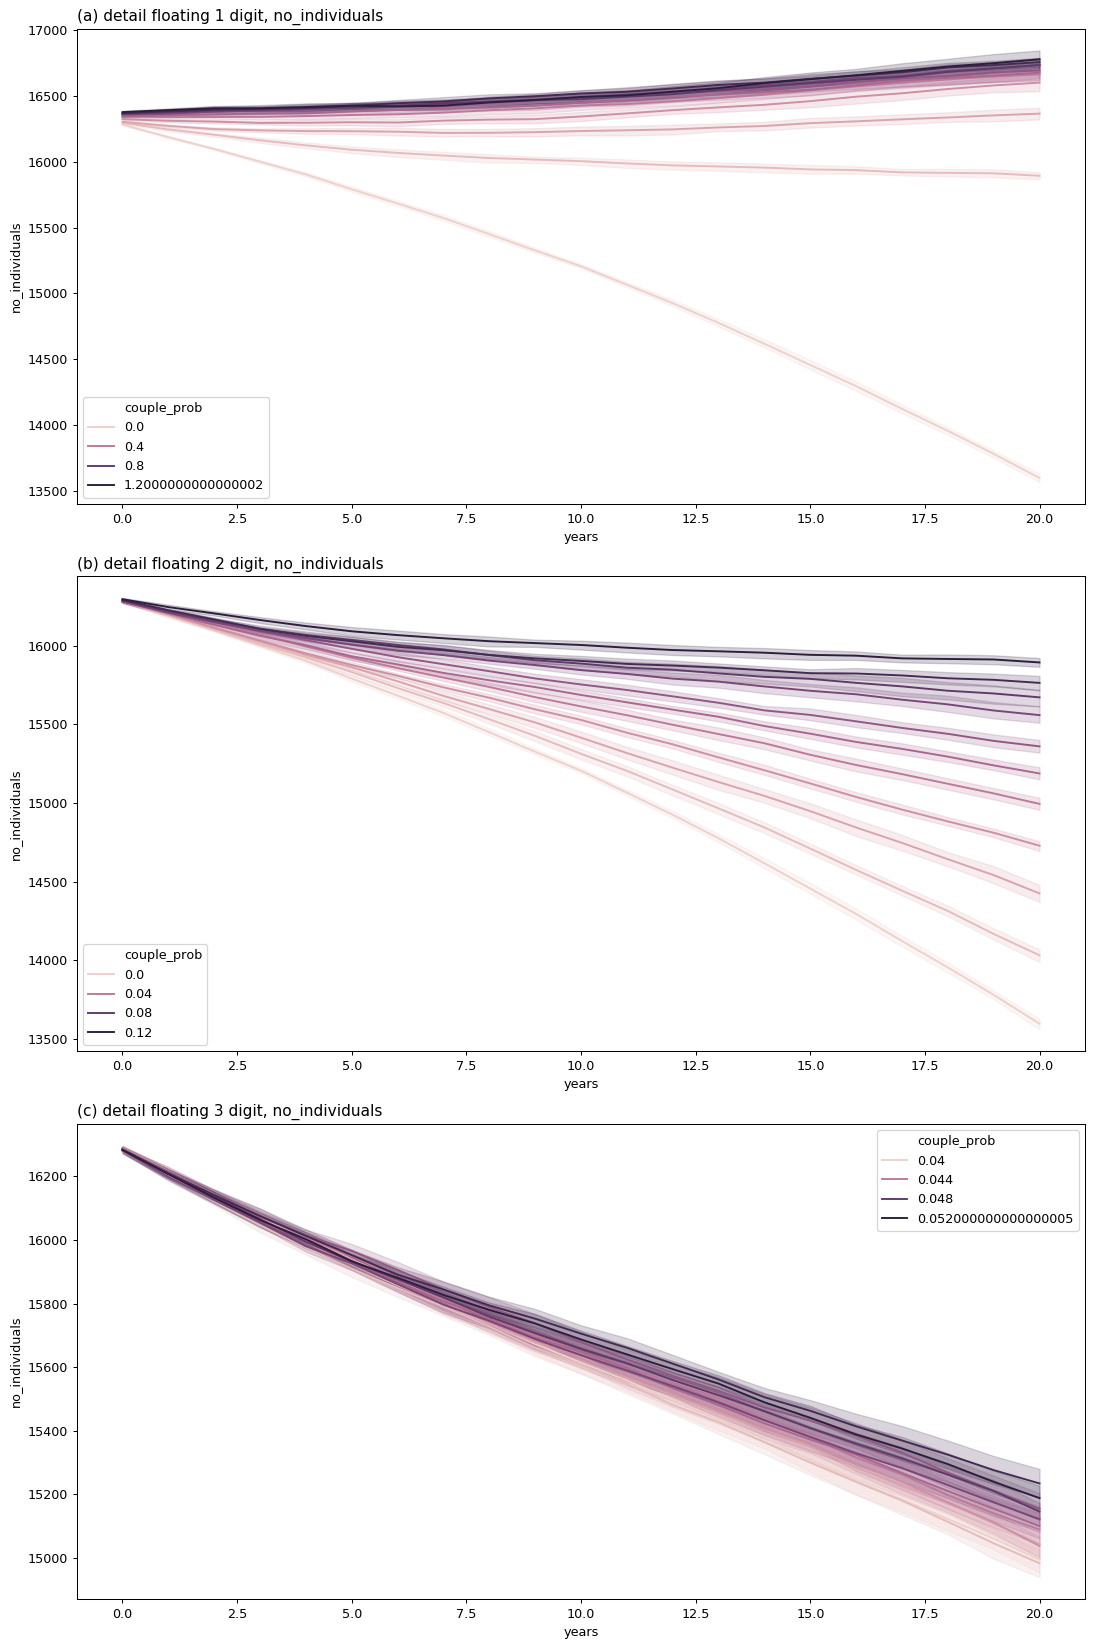 (a) detail floating 1 digit, no_individuals
17000
16500
16000
15500
15000
14500
14000
13500
no_individuals
couple_prob
0.0
0.4
0.8
1.2000000000000002
0.0 2.5 5.0 7.5 10.0 12.5 15.0 17.5 20.0
years
(b) detail floating 2 digit, no_individuals
16000
15500
15000
14500
14000
13500
no_individuals
couple_prob
0.0
0.04
0.08
0.12
0.0 2.5 5.0 7.5 10.0 12.5 15.0 17.5 20.0
years
(c) detail floating 3 digit, no_individuals
16200
16000
15800
15600
15400
15200
15000
no_individuals
couple_prob
0.04
0.044
0.048
0.052000000000000005
0.0 2.5 5.0 7.5 10.0 12.5 15.0 17.5 20.0
years